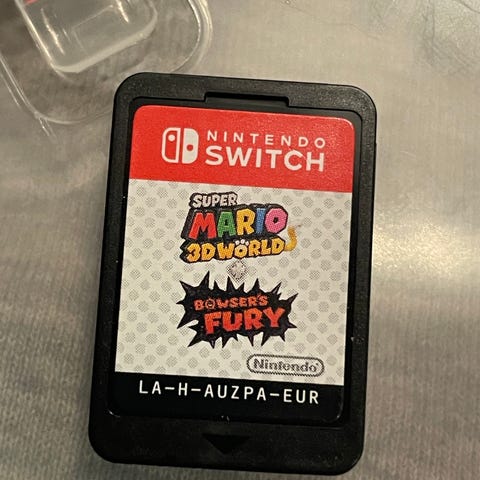 NINTENDO
SWITCH
SUPER
MARIO
3D WORLD
+
BOWSER'S
FURY
Nintendo
LA-H-AUZPA-EUR